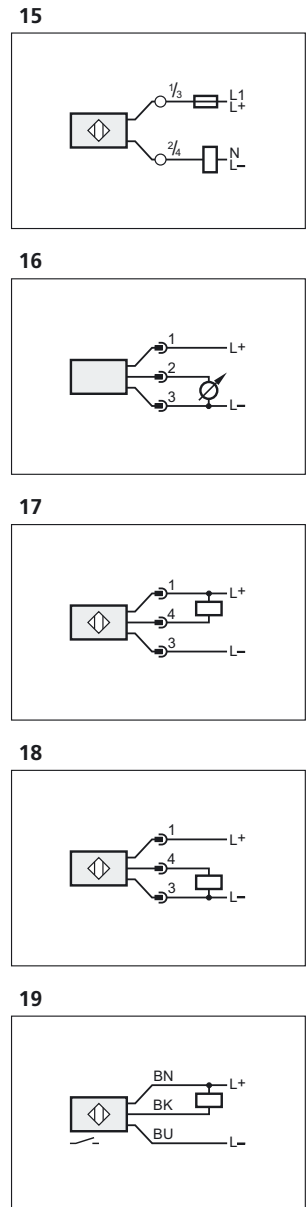 15
1/3 L1
L+
2/4 N
L–
16
1 L+
2
3 L–
17
1 L+
4
3 L–
18
1 L+
4
3 L–
19
BN L+
BK
BU L–